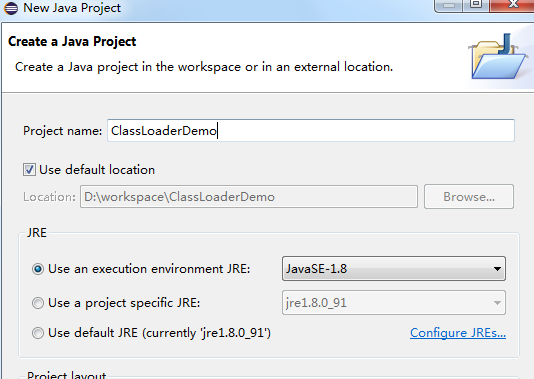 New Java Project
Create a Java Project
Create a Java project in the workspace or in an external location.
Project name: ClassLoaderDemo
Use default location
Location: D:\workspace\ClassLoaderDemo Browse...
JRE
Use an execution environment JRE: JavaSE-1.8
Use a project specific JRE: jre1.8.0_91
Use default JRE (currently 'jre1.8.0_91') Configure JREs...
Project layout